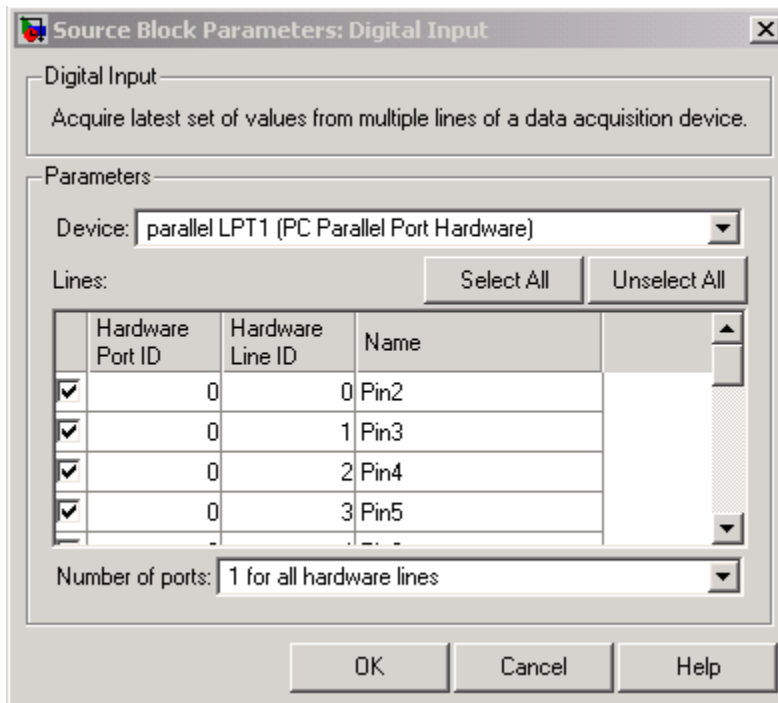 Source Block Parameters: Digital Input
Digital Input
Acquire latest set of values from multiple lines of a data acquisition device.
Parameters
Device: parallel LPT1 (PC Parallel Port Hardware)
Lines: Select All Unselect All
Hardware Port ID Hardware Line ID Name
0 0 Pin2
0 1 Pin3
0 2 Pin4
0 3 Pin5
Number of ports: 1 for all hardware lines
OK Cancel Help